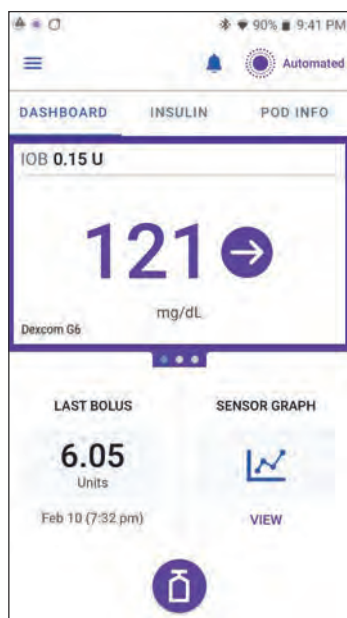 90% 9:41 PM
Automated
DASHBOARD INSULIN POD INFO
IOB 0.15 U
121
mg/dL
Dexcom G6
LAST BOLUS SENSOR GRAPH
6.05
Units
Feb 10 (7:32 pm) VIEW